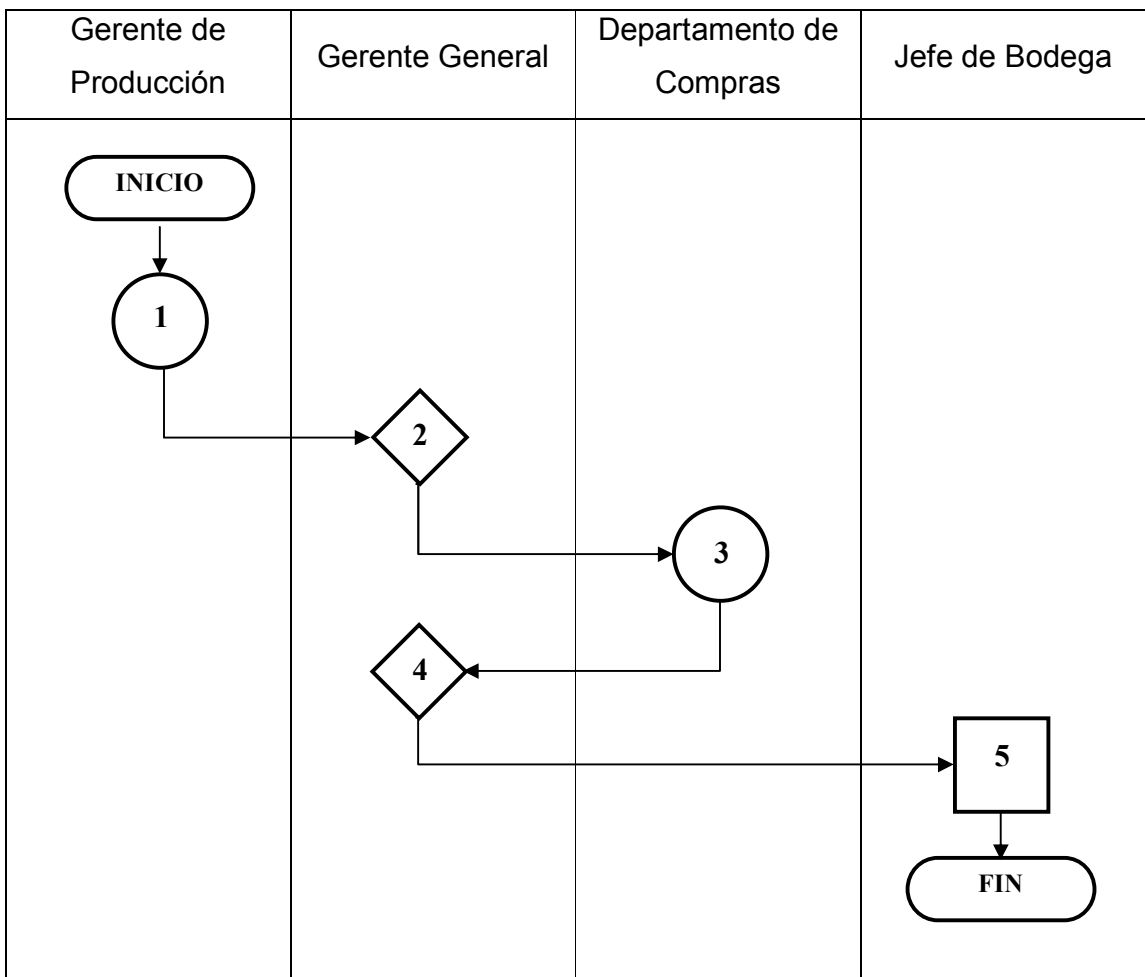 Gerente de
Producción
Gerente General
Departamento de
Compras
Jefe de Bodega
INICIO
1
2
3
4
5
FIN